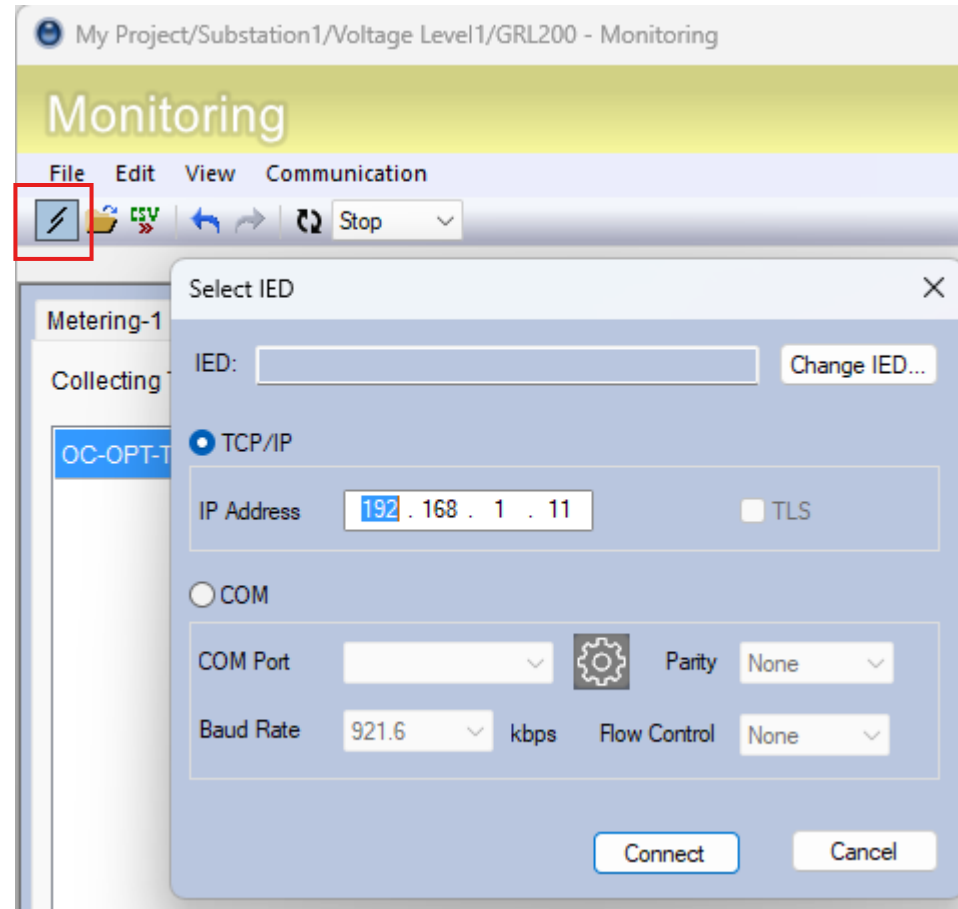 My Project/Substation1/Voltage Level1/GRL200 - Monitoring
Monitoring
File Edit View Communication
CSV Stop
Select IED
Metering-1
IED: Change IED...
Collecting
TCP/IP
OC-OPT-T
IP Address 192 . 168 . 1 . 11 TLS
COM
COM Port Parity None
Baud Rate 921.6 kbps Flow Control None
Connect Cancel